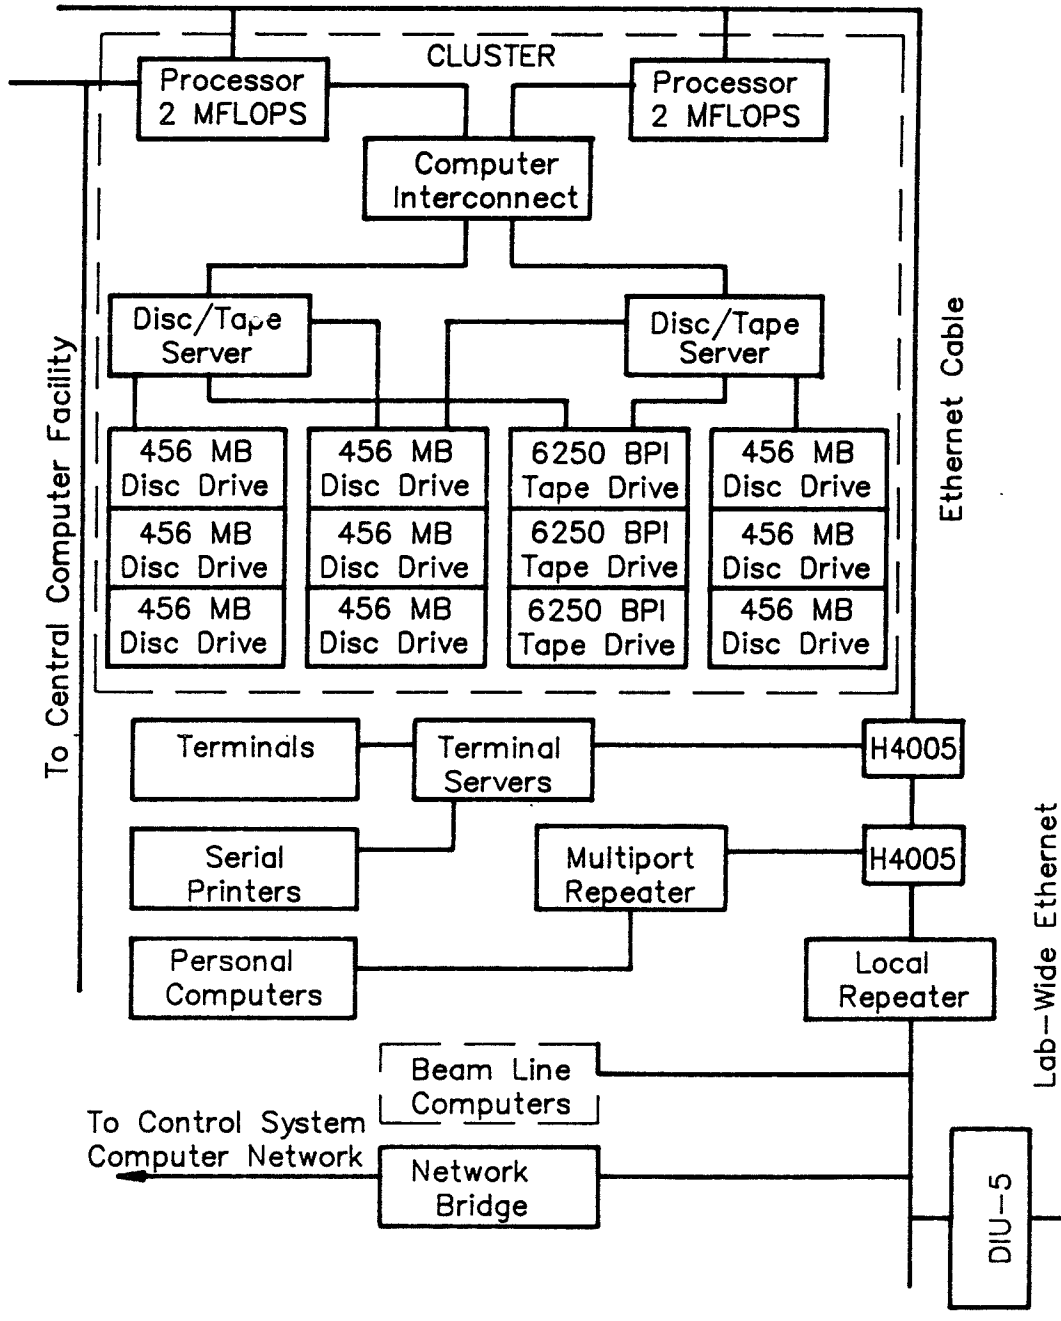 CLUSTER
Processor
2 MFLOPS
Processor
2 MFLOPS
Computer
Interconnect
Disc/Tape
Server
Disc/Tape
Server
456 MB
Disc Drive
456 MB
Disc Drive
456 MB
Disc Drive
456 MB
Disc Drive
456 MB
Disc Drive
456 MB
Disc Drive
6250 BPI
Tape Drive
6250 BPI
Tape Drive
6250 BPI
Tape Drive
456 MB
Disc Drive
456 MB
Disc Drive
456 MB
Disc Drive
To Central Computer Facility
Ethernet Cable
Terminals
Terminal
Servers
H4005
Serial
Printers
Multiport
Repeater
H4005
Personal
Computers
Local
Repeater
Lab-Wide Ethernet
Beam Line
Computers
To Control System
Computer Network
Network
Bridge
DIU-5